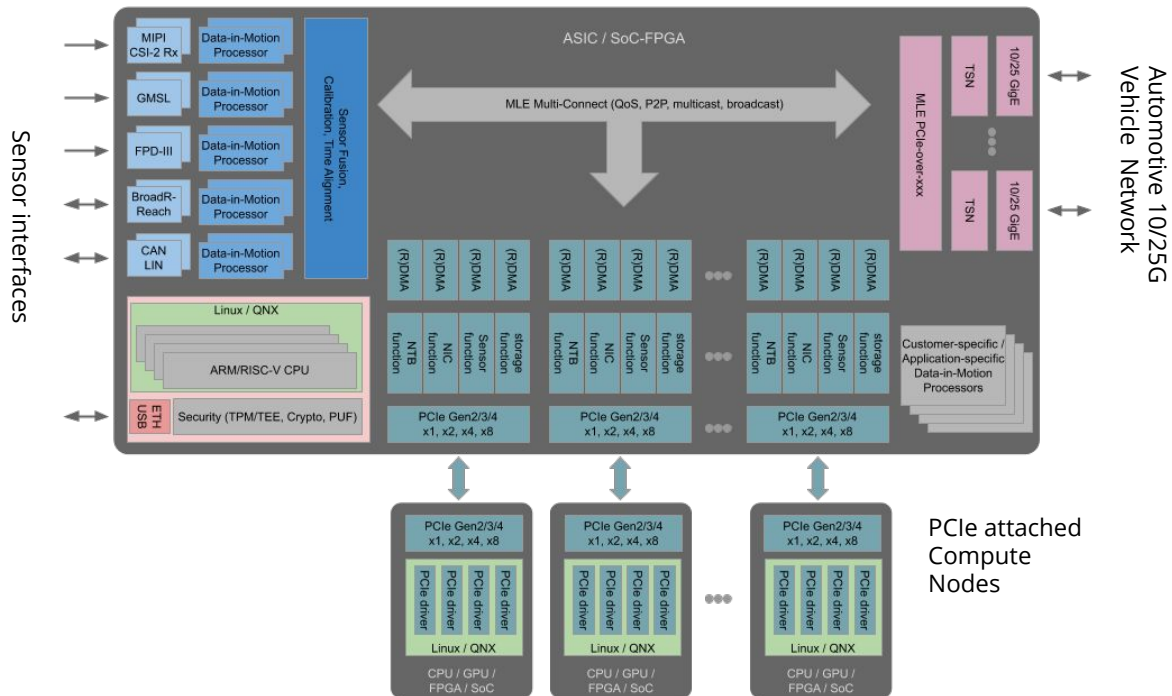 Sensor interfaces
MIPI
CSI-2 Rx
Data-in-Motion
Processor
GMSL
Data-in-Motion
Processor
FPD-III
Data-in-Motion
Processor
BroadR-
Reach
Data-in-Motion
Processor
CAN
LIN
Data-in-Motion
Processor
Sensor Fusion,
Calibration, Time Alignment
ASIC / SoC-FPGA
MLE Multi-Connect (QoS, P2P, multicast, broadcast)
MLE PCIe-over-xxx
TSN
10/25 GigE
TSN
10/25 GigE
Automotive 10/25G
Vehicle Network
Linux / QNX
ARM/RISC-V CPU
ETH
USB
Security (TPM/TEE, Crypto, PUF)
(R)DMA
(R)DMA
(R)DMA
(R)DMA
NTB
function
NIC
function
Sensor
function
storage
function
PCIe Gen2/3/4
x1, x2, x4, x8
(R)DMA
(R)DMA
(R)DMA
(R)DMA
NTB
function
NIC
function
Sensor
function
storage
function
PCIe Gen2/3/4
x1, x2, x4, x8
(R)DMA
(R)DMA
(R)DMA
(R)DMA
NTB
function
NIC
function
Sensor
function
storage
function
PCIe Gen2/3/4
x1, x2, x4, x8
Customer-specific /
Application-specific
Data-in-Motion
Processors
PCIe Gen2/3/4
x1, x2, x4, x8
PCIe driver
PCIe driver
PCIe driver
PCIe driver
Linux / QNX
CPU / GPU /
FPGA / SoC
PCIe Gen2/3/4
x1, x2, x4, x8
PCIe driver
PCIe driver
PCIe driver
PCIe driver
Linux / QNX
CPU / GPU /
FPGA / SoC
PCIe Gen2/3/4
x1, x2, x4, x8
PCIe driver
PCIe driver
PCIe driver
PCIe driver
Linux / QNX
CPU / GPU /
FPGA / SoC
PCIe attached
Compute
Nodes